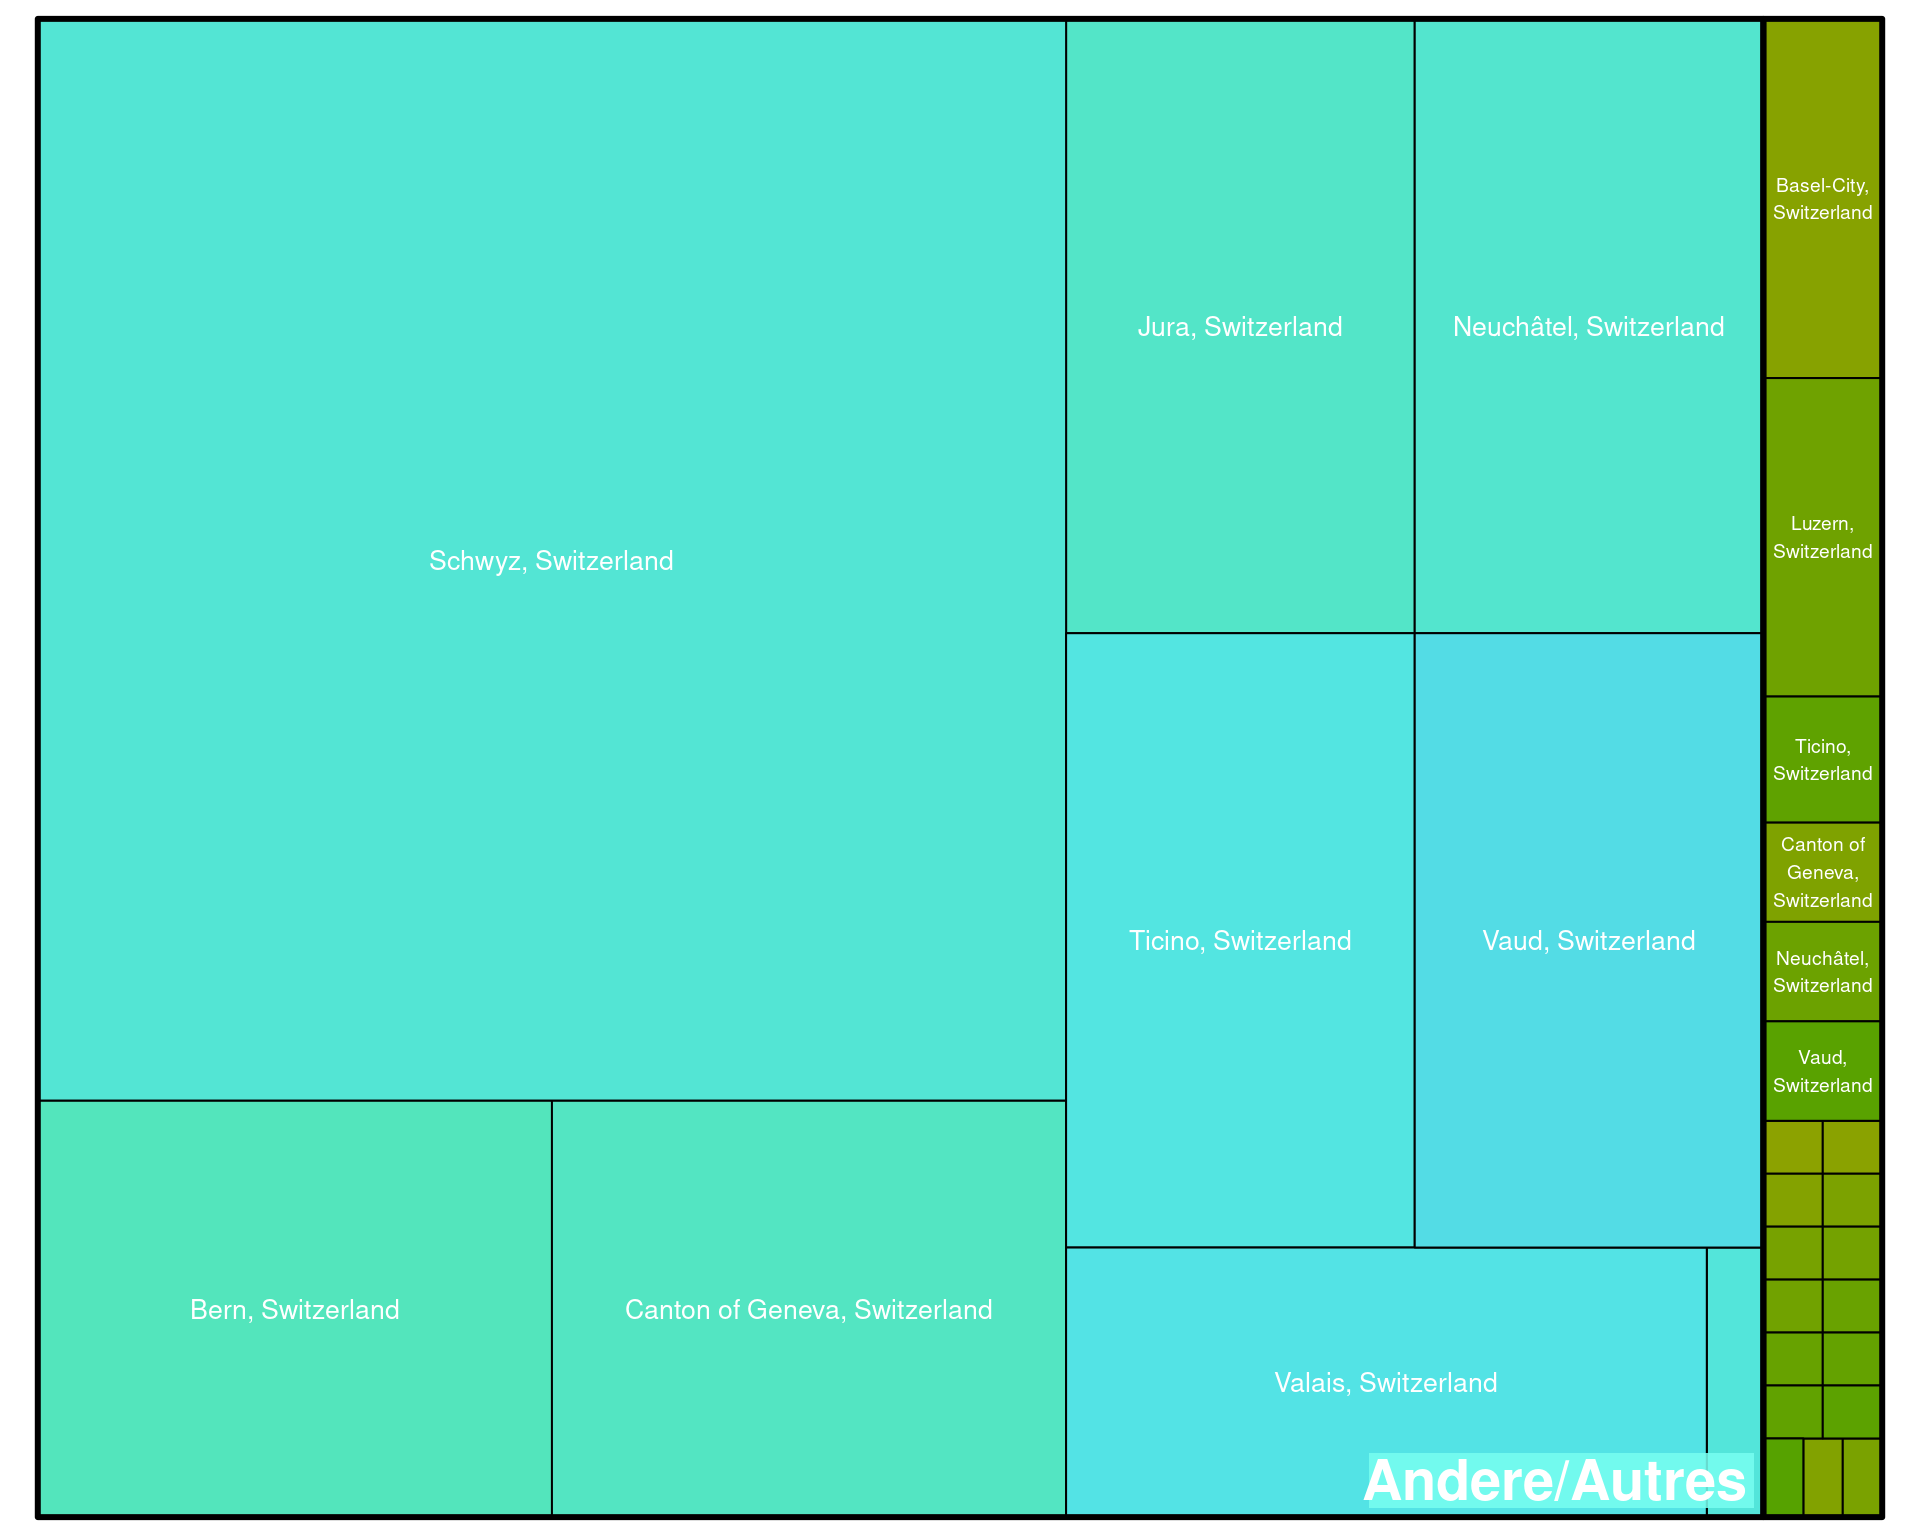 Schwyz, Switzerland
Bern, Switzerland
Canton of Geneva, Switzerland
Jura, Switzerland
Neuchâtel, Switzerland
Ticino, Switzerland
Vaud, Switzerland
Valais, Switzerland
Andere/Autres
Basel-City,
Switzerland
Luzern,
Switzerland
Ticino,
Switzerland
Canton of
Geneva,
Switzerland
Neuchâtel,
Switzerland
Vaud,
Switzerland